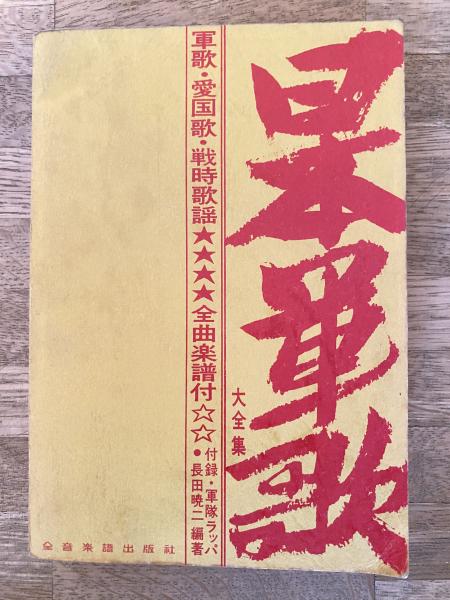 日本軍歌
大全集
軍歌・愛国歌・戦時歌謡★★★★全曲楽譜付☆☆
付録・軍隊ラッパ
●長田暁二編著
全音楽譜出版社